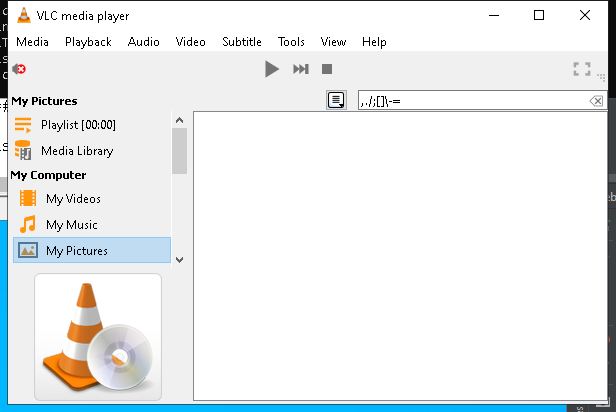 VLC media player
Media Playback Audio Video Subtitle Tools View Help
My Pictures
,./;[]\-=
Playlist [00:00]
Media Library
My Computer
My Videos
My Music
My Pictures